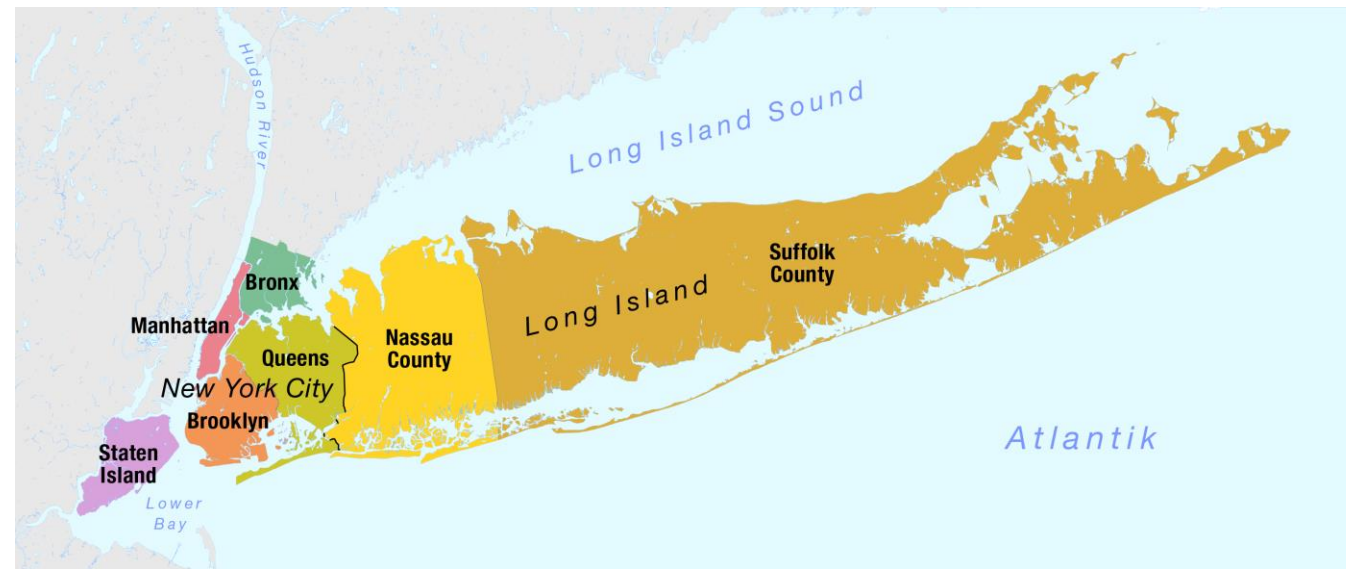 Hudson River
Long Island Sound
Bronx
Manhattan
Suffolk
County
Long Island
Nassau
County
Queens
New York City
Brooklyn
Staten
Island
Lower
Bay
Atlantik